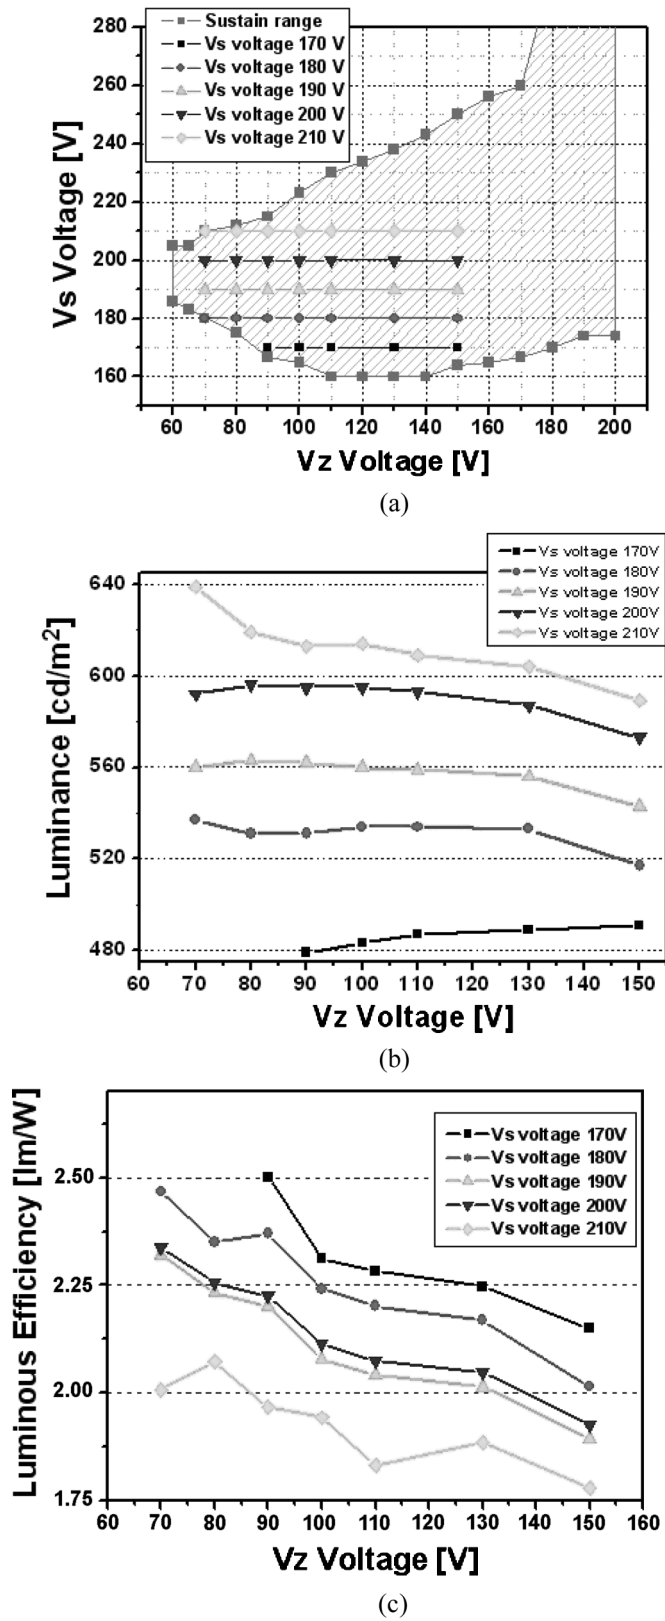 Sustain range
Vs voltage 170 V
Vs voltage 180 V
Vs voltage 190 V
Vs voltage 200 V
Vs voltage 210 V
280
260
240
220
200
180
160
Vs Voltage [V]
60 80 100 120 140 160 180 200
Vz Voltage [V]
(a)
Vs voltage 170V
Vs voltage 180V
Vs voltage 190V
Vs voltage 200V
Vs voltage 210V
640
600
560
520
480
Luminance [cd/m²]
60 70 80 90 100 110 120 130 140 150
Vz Voltage [V]
(b)
Vs voltage 170V
Vs voltage 180V
Vs voltage 190V
Vs voltage 200V
Vs voltage 210V
2.50
2.25
2.00
1.75
Luminous Efficiency [lm/W]
70 80 90 100 110 120 130 140 150 160
Vz Voltage [V]
(c)